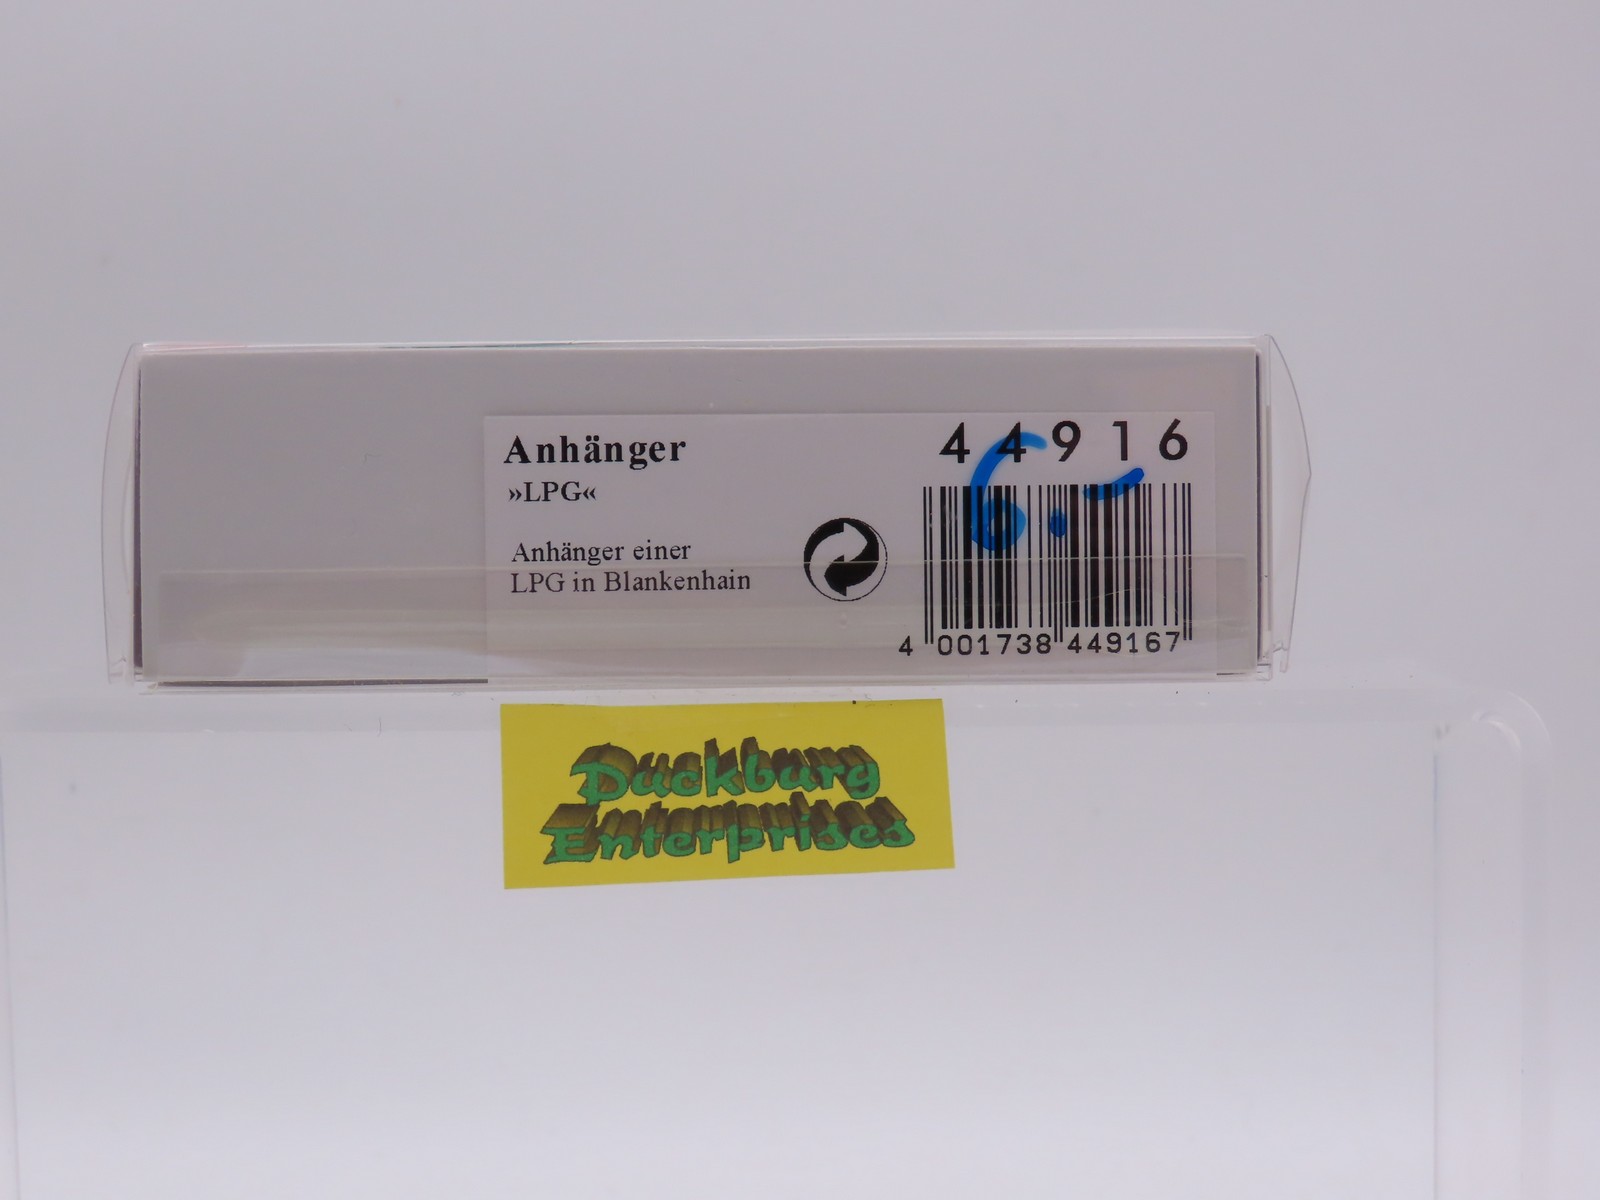 Anhänger
»LPG«
Anhänger einer
LPG in Blankenhain
44916
6.-
4 001738 449167
Duckburg
Enterprises